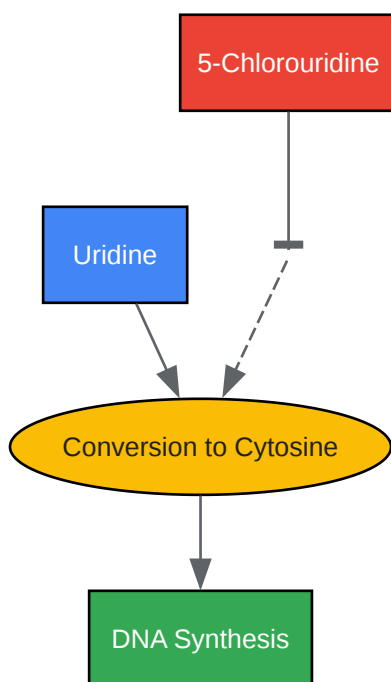 5-Chlorouridine
Uridine
Conversion to Cytosine
DNA Synthesis